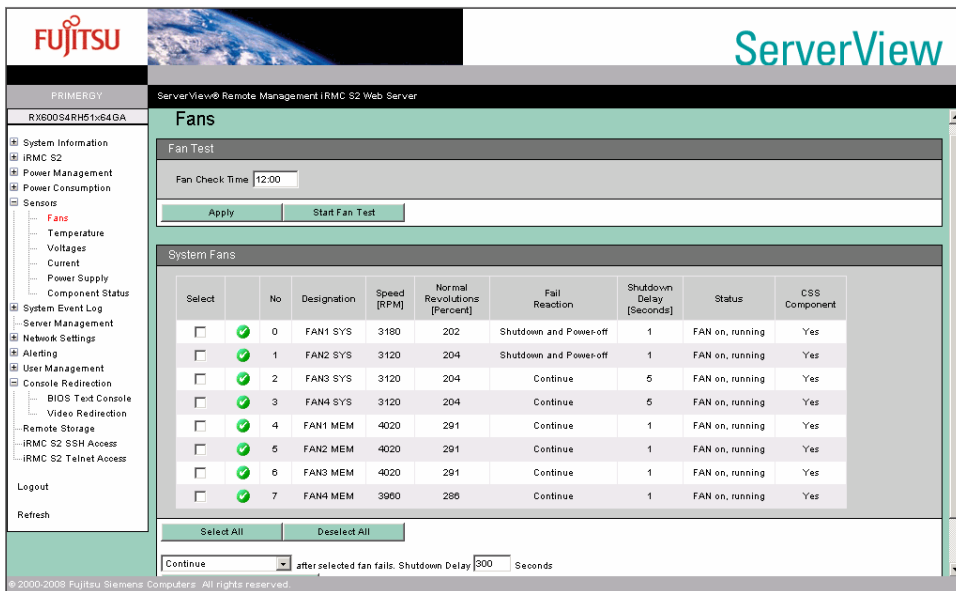 FUJITSU
ServerView
PRIMERGY
ServerView® Remote Management iRMC S2 Web Server
RX600S4RH51x64GA
System Information
iRMC S2
Power Management
Power Consumption
Sensors
Fans
Temperature
Voltages
Current
Power Supply
Component Status
System Event Log
Server Management
Network Settings
Alerting
User Management
Console Redirection
BIOS Text Console
Video Redirection
Remote Storage
iRMC S2 SSH Access
iRMC S2 Telnet Access
Logout
Refresh
Fans
Fan Test
Fan Check Time 12:00
Apply Start Fan Test
System Fans
Select No Designation Speed [RPM] Normal Revolutions [Percent] Fail Reaction Shutdown Delay [Seconds] Status CSS Component
0 FAN1 SYS 3180 202 Shutdown and Power-off 1 FAN on, running Yes
1 FAN2 SYS 3120 204 Shutdown and Power-off 1 FAN on, running Yes
2 FAN3 SYS 3120 204 Continue 5 FAN on, running Yes
3 FAN4 SYS 3120 204 Continue 5 FAN on, running Yes
4 FAN1 MEM 4020 291 Continue 1 FAN on, running Yes
5 FAN2 MEM 4020 291 Continue 1 FAN on, running Yes
6 FAN3 MEM 4020 291 Continue 1 FAN on, running Yes
7 FAN4 MEM 3960 286 Continue 1 FAN on, running Yes
Select All Deselect All
Continue after selected fan fails. Shutdown Delay 300 Seconds
© 2000-2008 Fujitsu Siemens Computers All rights reserved.